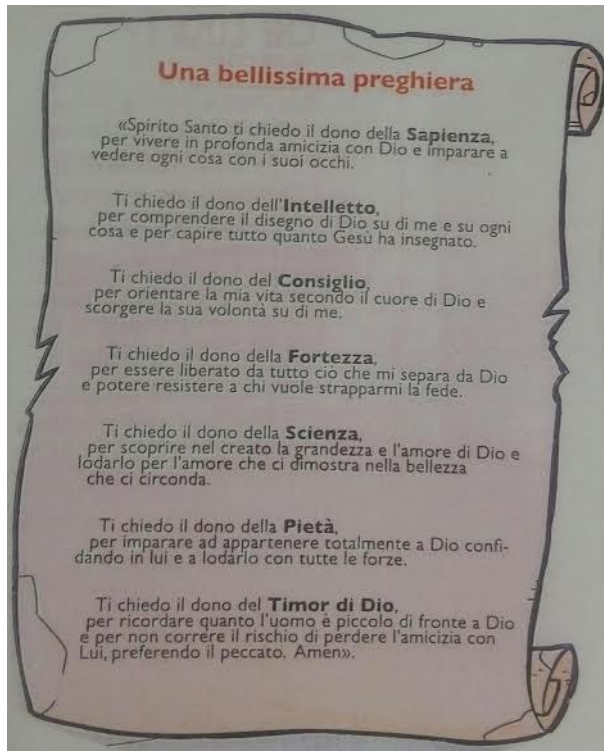 Una bellissima preghiera
«Spirito Santo ti chiedo il dono della Sapienza,
per vivere in profonda amicizia con Dio e imparare a
vedere ogni cosa con i suoi occhi.
Ti chiedo il dono dell'Intelletto,
per comprendere il disegno di Dio su di me e su ogni
cosa e per capire tutto quanto Gesù ha insegnato.
Ti chiedo il dono del Consiglio,
per orientare la mia vita secondo il cuore di Dio e
scorgere la sua volontà su di me.
Ti chiedo il dono della Fortezza,
per essere liberato da tutto ciò che mi separa da Dio
e potere resistere a chi vuole strapparmi la fede.
Ti chiedo il dono della Scienza,
per scoprire nel creato la grandezza e l'amore di Dio e
lodarlo per l'amore che ci dimostra nella bellezza
che ci circonda.
Ti chiedo il dono della Pietà,
per imparare ad appartenere totalmente a Dio confi-
dando in lui e a lodarlo con tutte le forze.
Ti chiedo il dono del Timor di Dio,
per ricordare quanto l'uomo è piccolo di fronte a Dio
e per non correre il rischio di perdere l'amicizia con
Lui, preferendo il peccato. Amen».